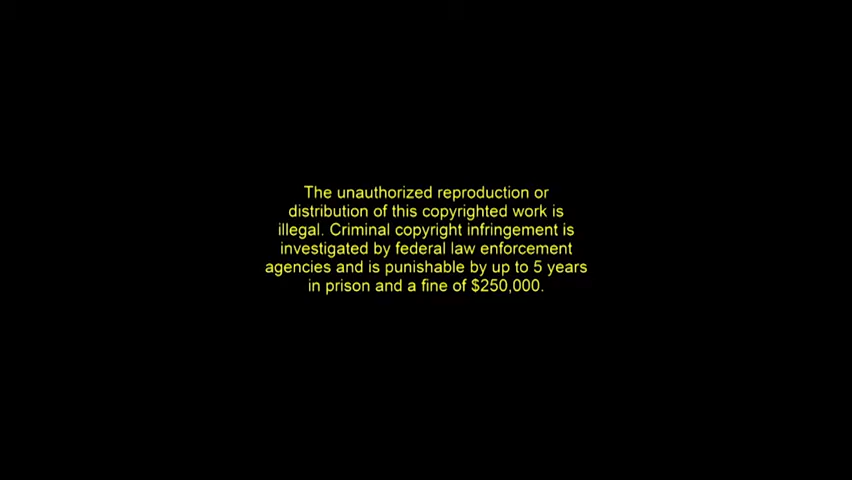 The unauthorized reproduction or
distribution of this copyrighted work is
illegal. Criminal copyright infringement is
investigated by federal law enforcement
agencies and is punishable by up to 5 years
in prison and a fine of $250,000.